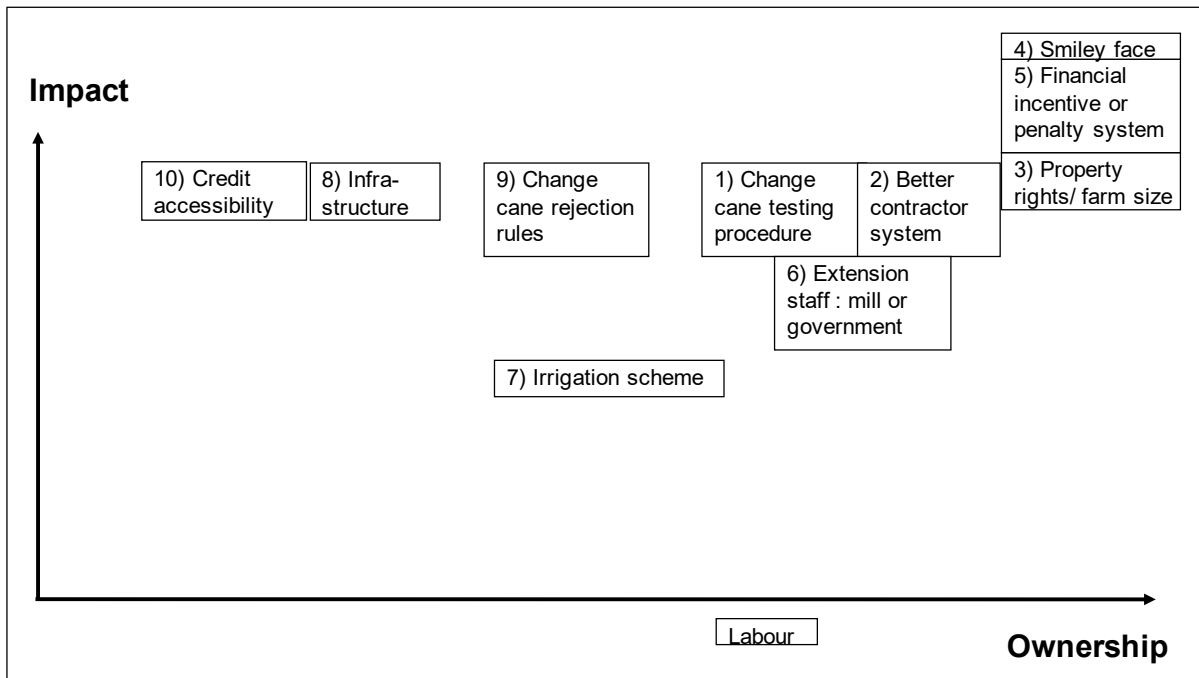 4) Smiley face
5) Financial
incentive or
penalty system
Impact
3) Property
rights/ farm size
10) Credit
accessibility
8) Infra-
structure
9) Change
cane rejection
rules
1) Change
cane testing
procedure
2) Better
contractor
system
6) Extension
staff : mill or
government
7) Irrigation scheme
Labour
Ownership